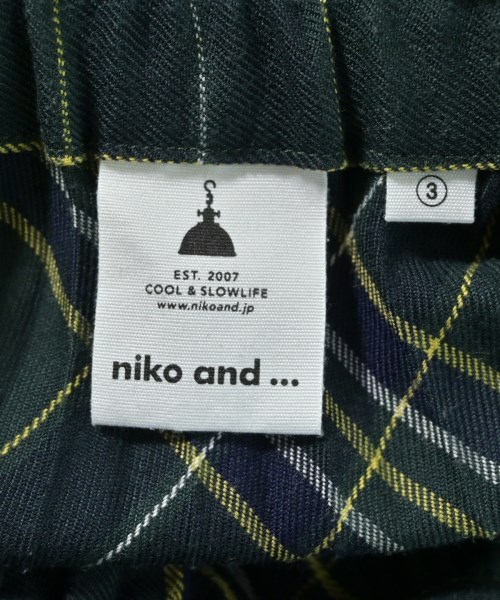 ③
EST. 2007
COOL & SLOWLIFE
www.nikoand.jp
niko and ...